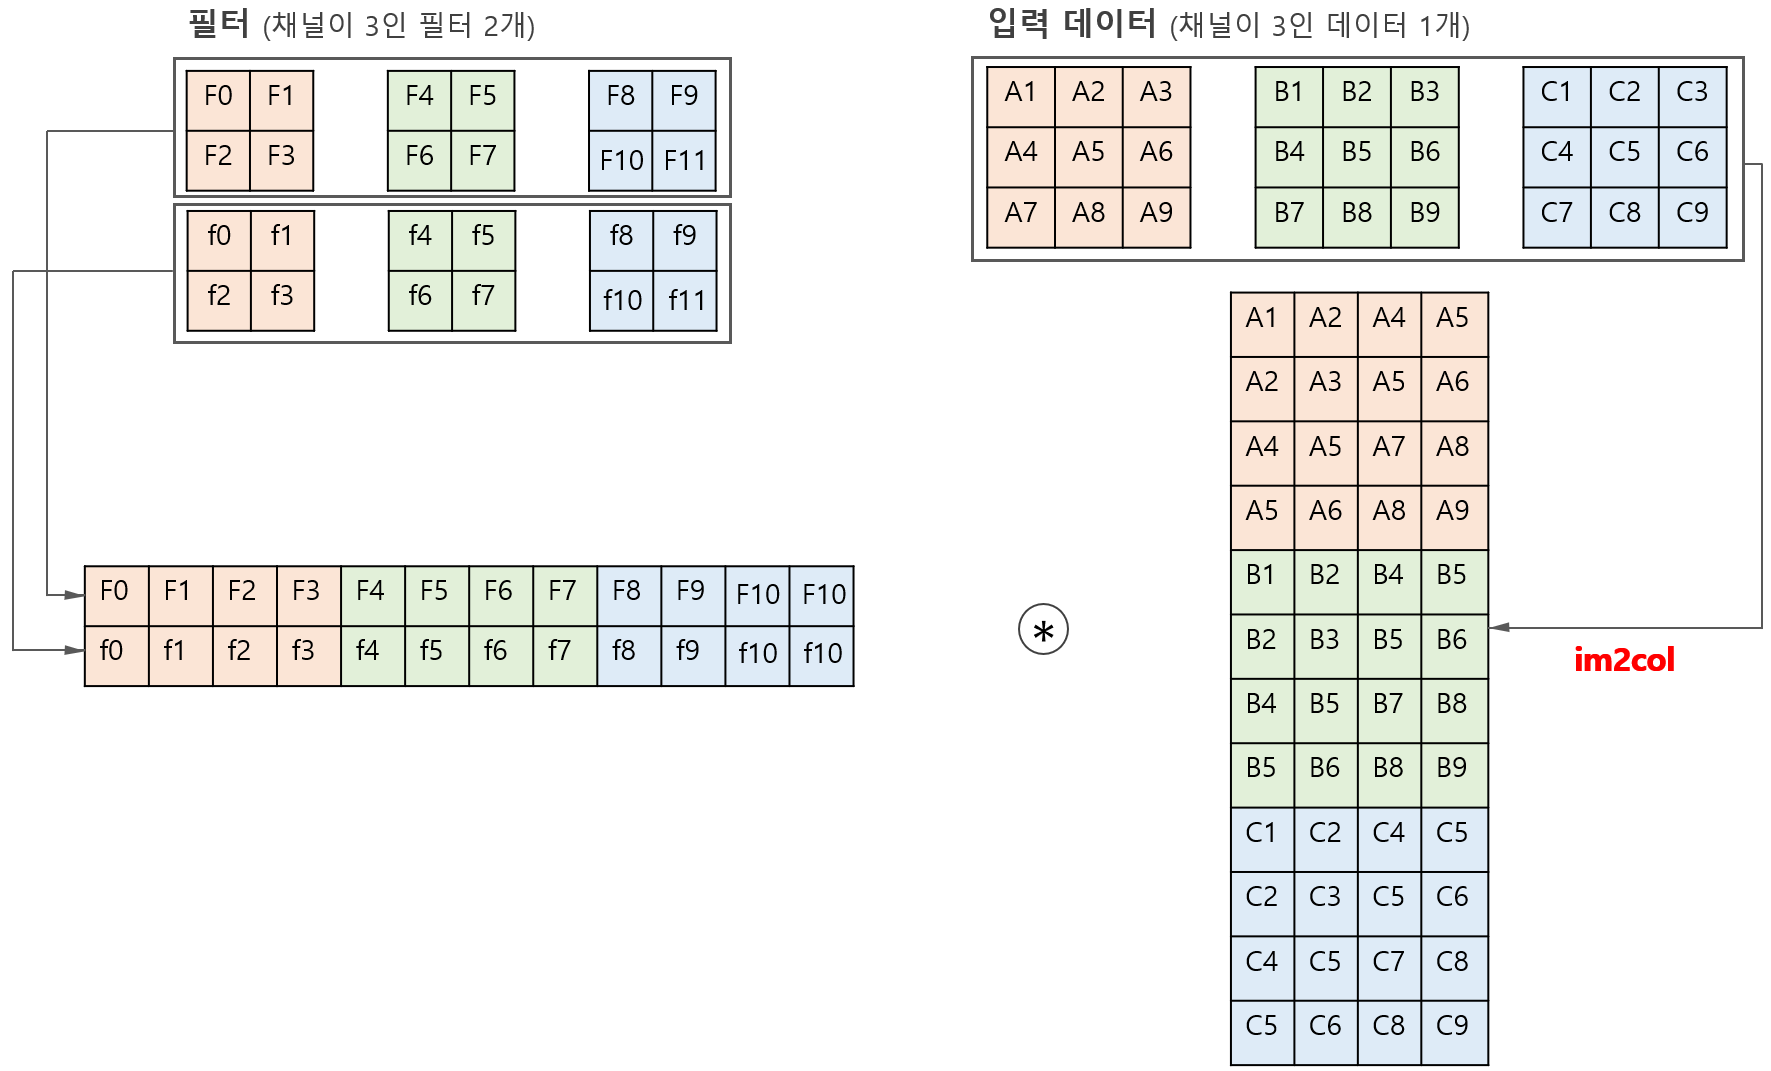 필터 (채널이 3인 필터 2개)
F0 F1 F4 F5 F8 F9
F2 F3 F6 F7 F10 F11
f0 f1 f4 f5 f8 f9
f2 f3 f6 f7 f10 f11
입력 데이터 (채널이 3인 데이터 1개)
A1 A2 A3 B1 B2 B3 C1 C2 C3
A4 A5 A6 B4 B5 B6 C4 C5 C6
A7 A8 A9 B7 B8 B9 C7 C8 C9
F0 F1 F2 F3 F4 F5 F6 F7 F8 F9 F10 F10
f0 f1 f2 f3 f4 f5 f6 f7 f8 f9 f10 f10
*
A1 A2 A4 A5
A2 A3 A5 A6
A4 A5 A7 A8
A5 A6 A8 A9
B1 B2 B4 B5
B2 B3 B5 B6
B4 B5 B7 B8
B5 B6 B8 B9
C1 C2 C4 C5
C2 C3 C5 C6
C4 C5 C7 C8
C5 C6 C8 C9
im2col